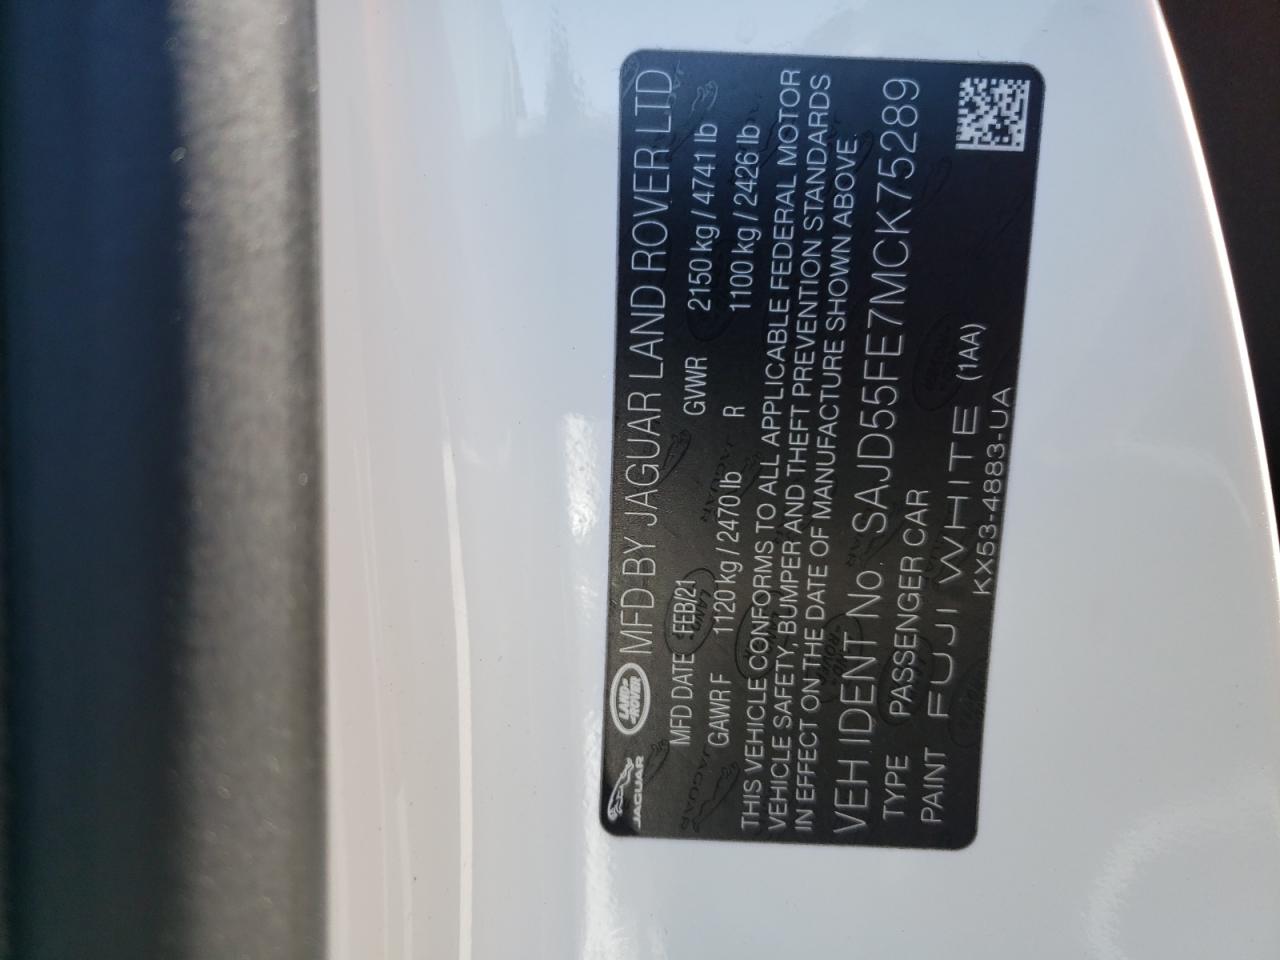 JAGUAR LAND ROVER MFD BY JAGUAR LAND ROVER LTD
MFD DATE FEB/21 GVWR 2150 kg / 4741 lb
GAWR F 1120 kg / 2470 lb R 1100 kg / 2426 lb
THIS VEHICLE CONFORMS TO ALL APPLICABLE FEDERAL MOTOR
VEHICLE SAFETY, BUMPER AND THEFT PREVENTION STANDARDS
IN EFFECT ON THE DATE OF MANUFACTURE SHOWN ABOVE
VEH IDENT No SAJD55FE7MCK75289
TYPE PASSENGER CAR
PAINT FUJI WHITE (1AA)
KX53-4883-UA